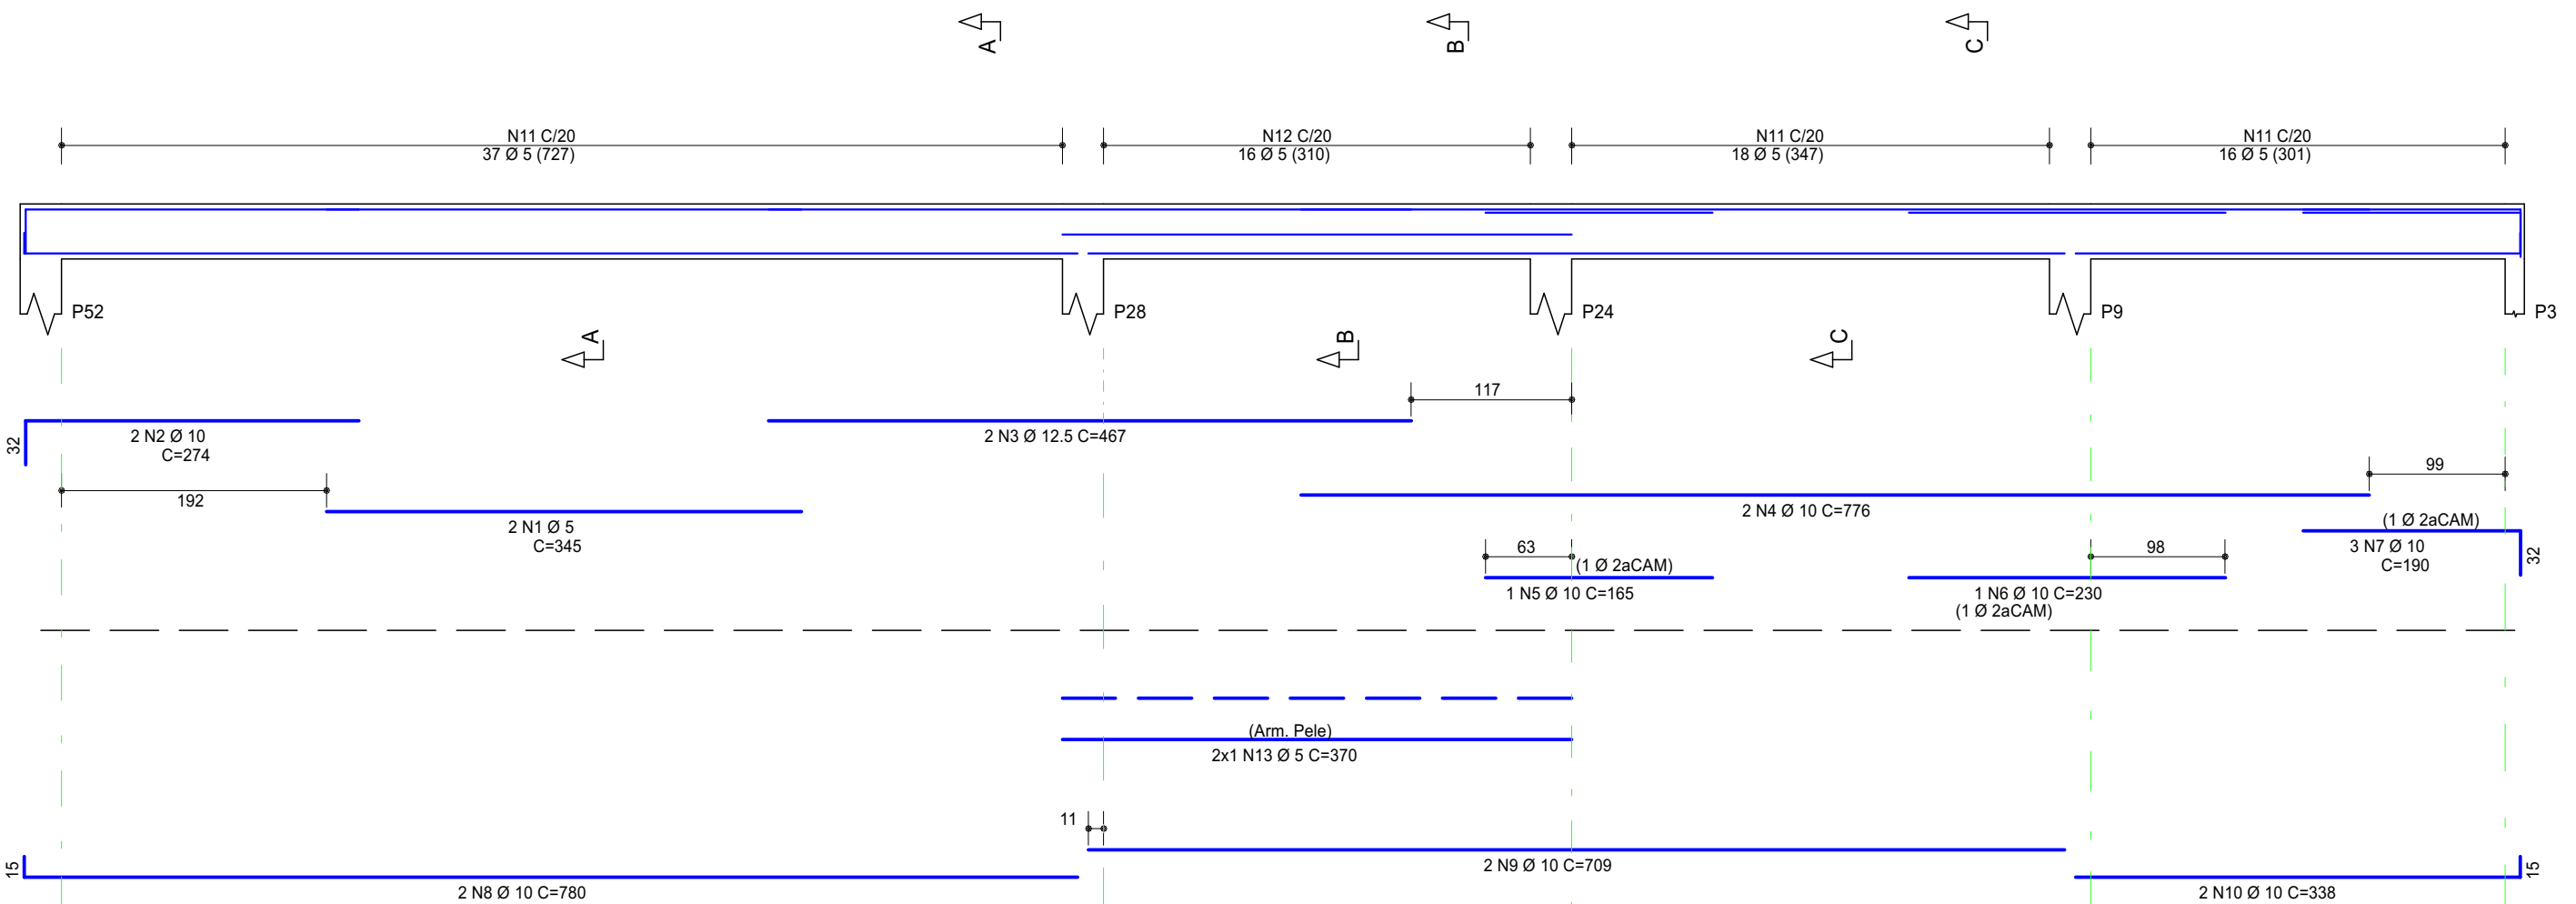 A
B
C
N11 C/20
37 Ø 5 (727)
N12 C/20
16 Ø 5 (310)
N11 C/20
18 Ø 5 (347)
N11 C/20
16 Ø 5 (301)
P52
P28
P24
P9
P3
A
B
C
117
32
2 N2 Ø 10
C=274
2 N3 Ø 12.5 C=467
99
192
2 N4 Ø 10 C=776
2 N1 Ø 5
C=345
(1 Ø 2aCAM)
3 N7 Ø 10
C=190
32
63
(1 Ø 2aCAM)
1 N5 Ø 10 C=165
98
1 N6 Ø 10 C=230
(1 Ø 2aCAM)
(Arm. Pele)
2x1 N13 Ø 5 C=370
11
2 N9 Ø 10 C=709
15
2 N8 Ø 10 C=780
15
2 N10 Ø 10 C=338